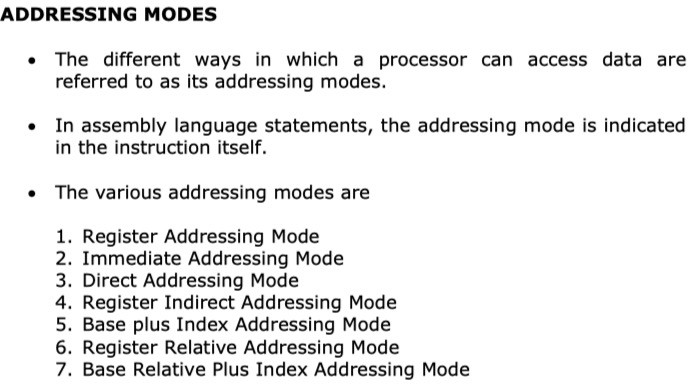 ADDRESSING MODES
• The different ways in which a processor can access data are
referred to as its addressing modes.
• In assembly language statements, the addressing mode is indicated
in the instruction itself.
• The various addressing modes are
1. Register Addressing Mode
2. Immediate Addressing Mode
3. Direct Addressing Mode
4. Register Indirect Addressing Mode
5. Base plus Index Addressing Mode
6. Register Relative Addressing Mode
7. Base Relative Plus Index Addressing Mode